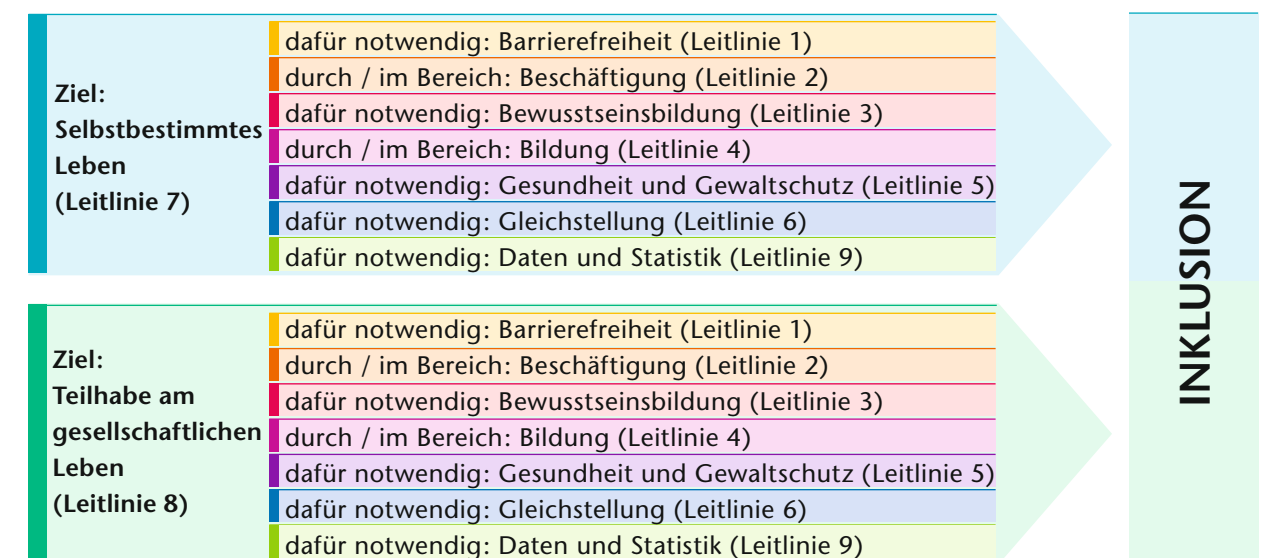 Ziel:
Selbstbestimmtes
Leben
(Leitlinie 7)
dafür notwendig: Barrierefreiheit (Leitlinie 1)
durch / im Bereich: Beschäftigung (Leitlinie 2)
dafür notwendig: Bewusstseinsbildung (Leitlinie 3)
durch / im Bereich: Bildung (Leitlinie 4)
dafür notwendig: Gesundheit und Gewaltschutz (Leitlinie 5)
dafür notwendig: Gleichstellung (Leitlinie 6)
dafür notwendig: Daten und Statistik (Leitlinie 9)
Ziel:
Teilhabe am
gesellschaftlichen
Leben
(Leitlinie 8)
dafür notwendig: Barrierefreiheit (Leitlinie 1)
durch / im Bereich: Beschäftigung (Leitlinie 2)
dafür notwendig: Bewusstseinsbildung (Leitlinie 3)
durch / im Bereich: Bildung (Leitlinie 4)
dafür notwendig: Gesundheit und Gewaltschutz (Leitlinie 5)
dafür notwendig: Gleichstellung (Leitlinie 6)
dafür notwendig: Daten und Statistik (Leitlinie 9)
INKLUSION